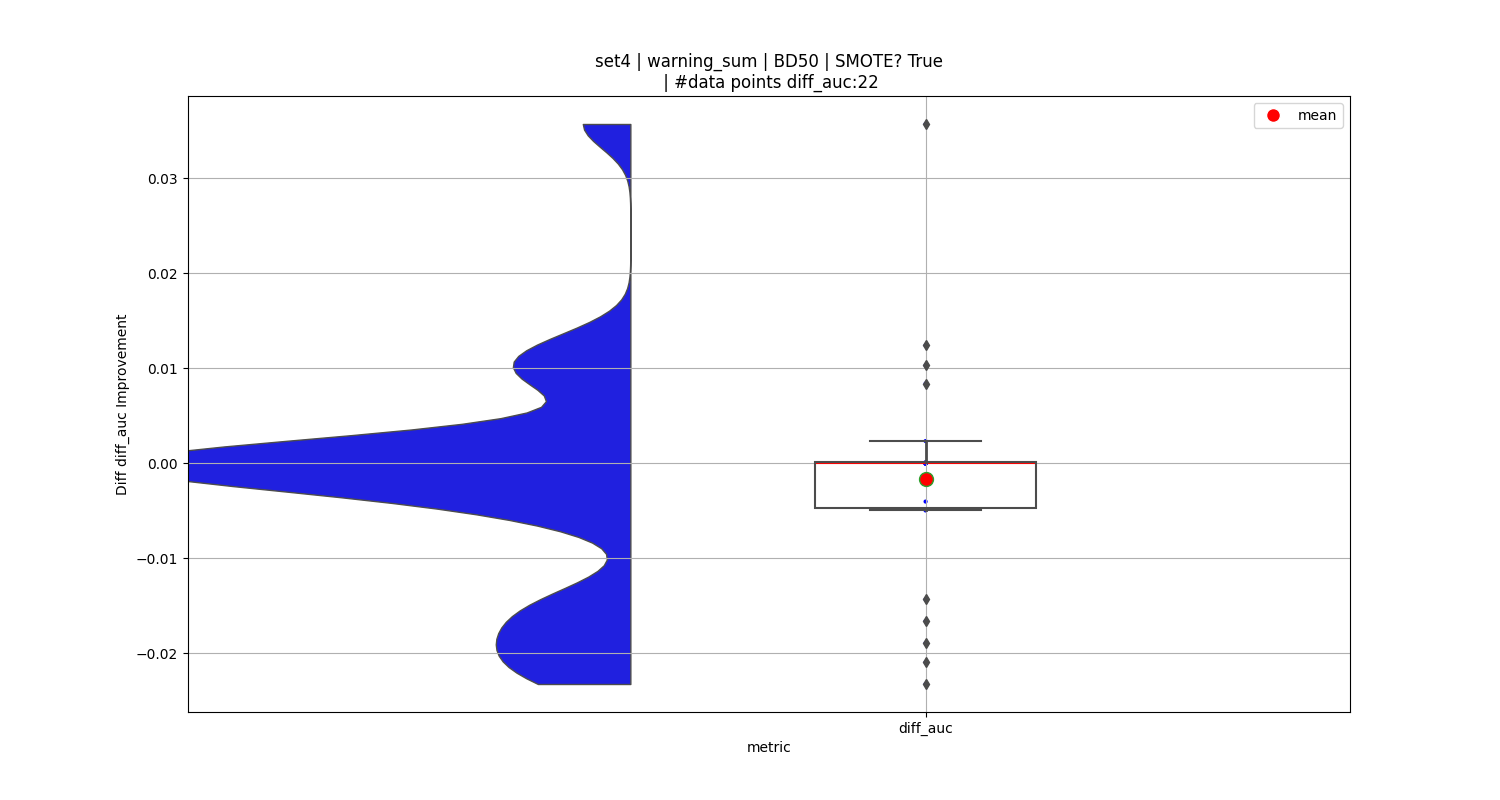 set4 | warning_sum | BD50 | SMOTE? True
| #data points diff_auc:22
mean
Diff diff_auc Improvement
0.03
0.02
0.01
0.00
−0.01
−0.02
diff_auc
metric